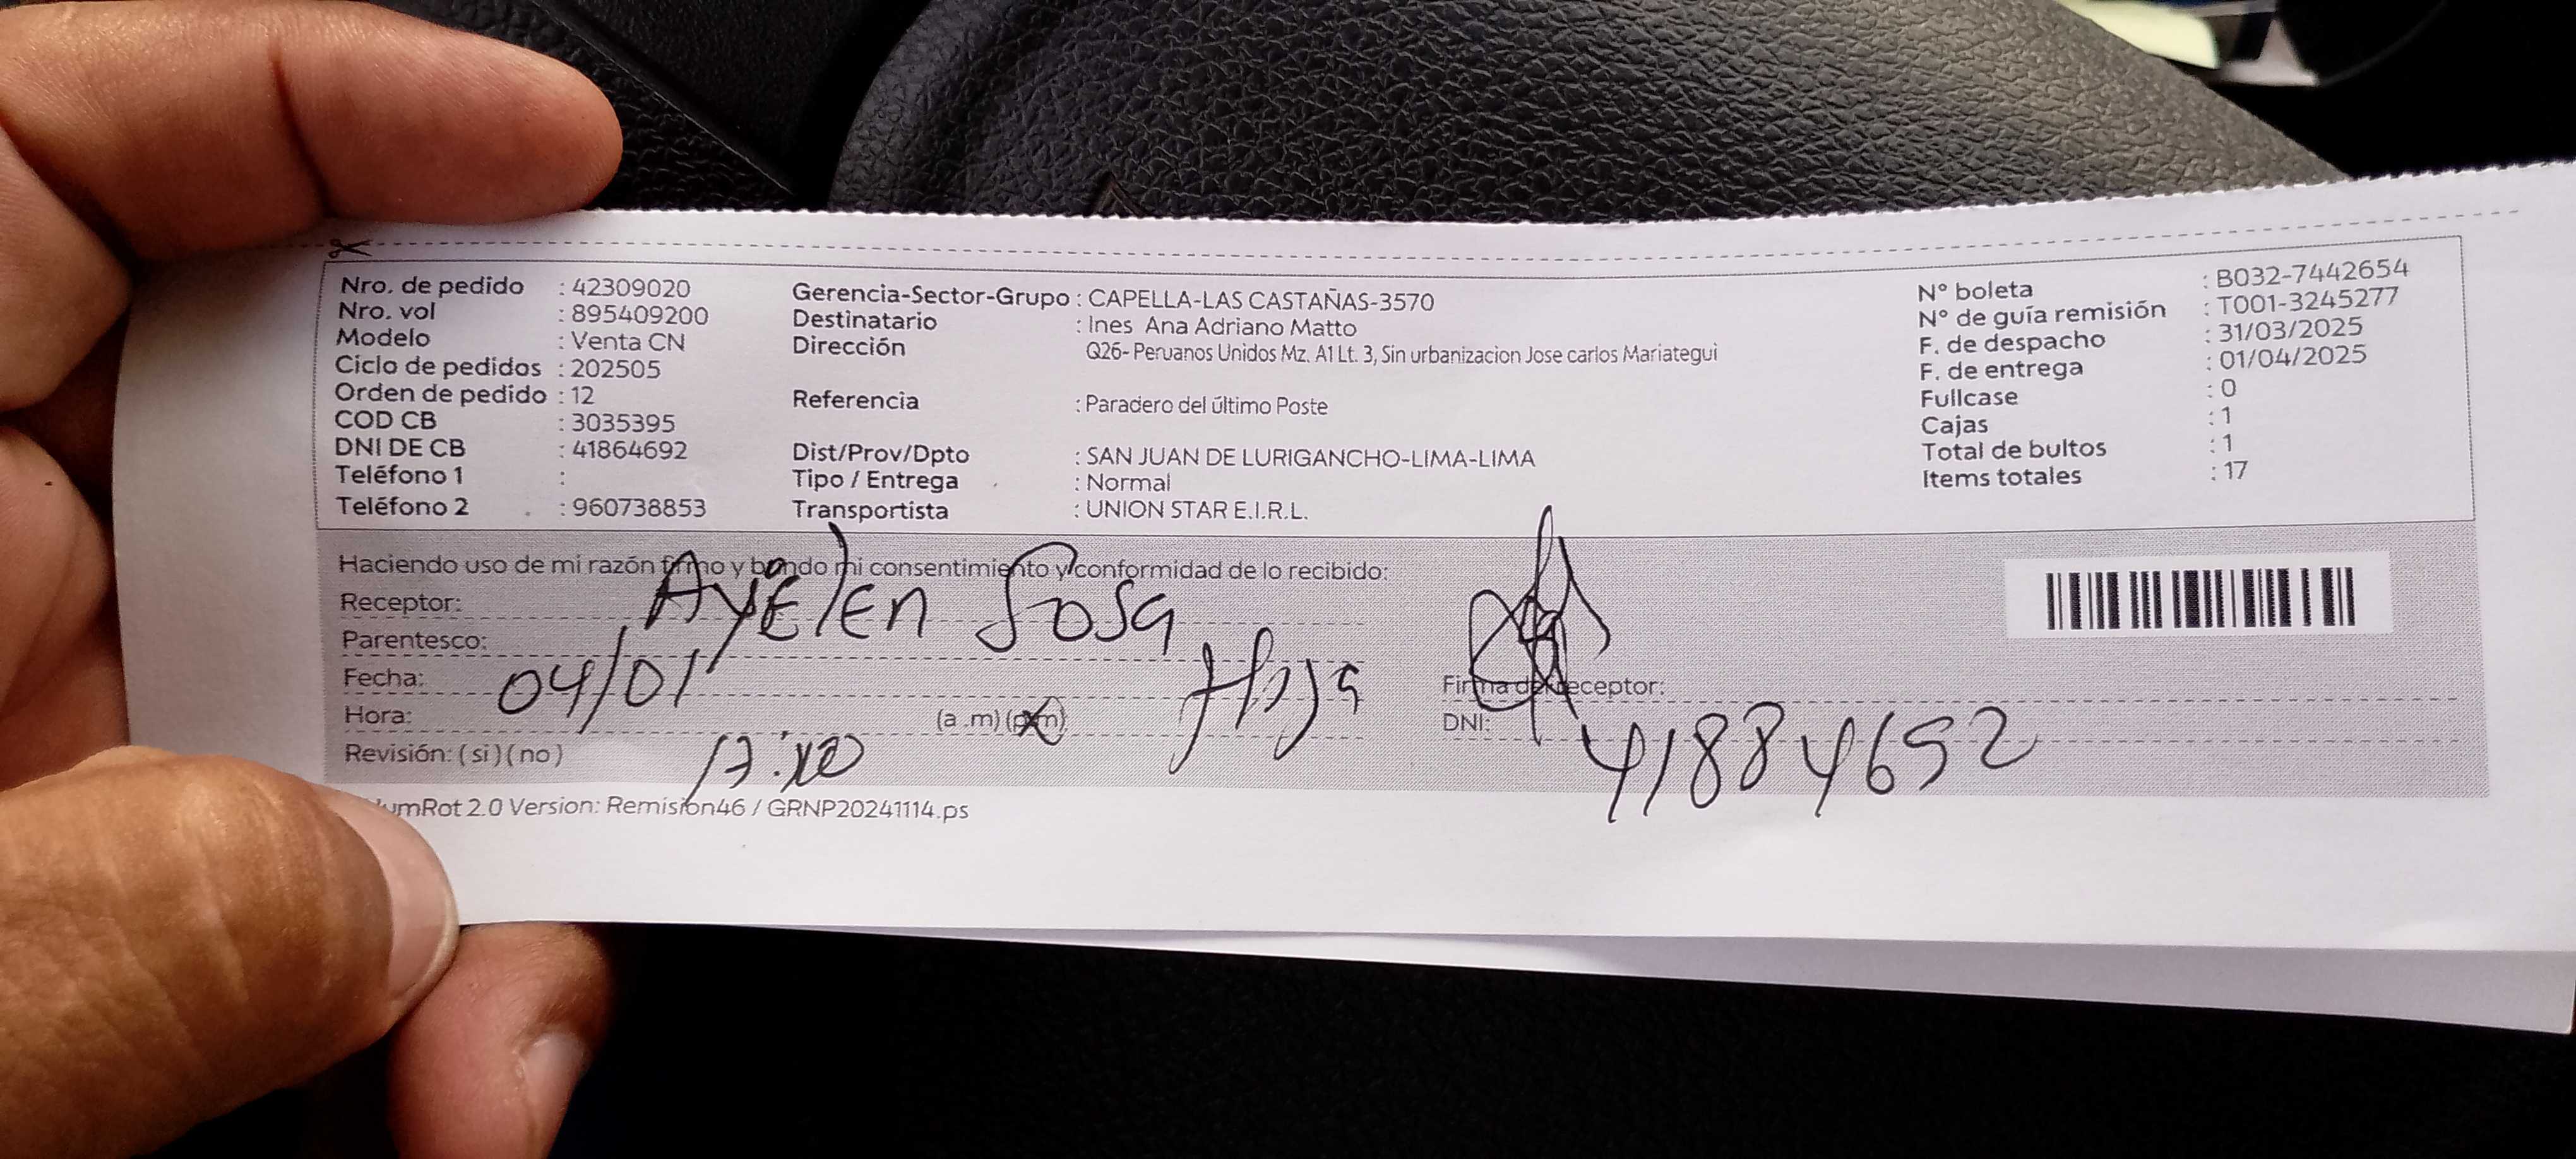 Nro. de pedido : 42309020
Nro. vol : 895409200
Modelo : Venta CN
Ciclo de pedidos : 202505
Orden de pedido : 12
COD CB : 3035395
DNI DE CB : 41864692
Teléfono 1 :
Teléfono 2 : 960738853
Gerencia-Sector-Grupo : CAPELLA-LAS CASTAÑAS-3570
Destinatario : Ines Ana Adriano Matto
Dirección Q26- Peruanos Unidos Mz. A1 Lt. 3, Sin urbanizacion Jose carlos Mariategui
Referencia : Paradero del último Poste
Dist/Prov/Dpto : SAN JUAN DE LURIGANCHO-LIMA-LIMA
Tipo / Entrega : Normal
Transportista : UNION STAR E.I.R.L.
N° boleta : B032-7442654
N° de guía remisión : T001-3245277
F. de despacho : 31/03/2025
F. de entrega : 01/04/2025
Fullcase : 0
Cajas : 1
Total de bultos : 1
Items totales : 17
Haciendo uso de mi razón firmo y brindo mi consentimiento y conformidad de lo recibido:
Receptor: Ayelen Sosa
Parentesco: Hija
Fecha: 04/01
Hora: (a .m) (p.m)
Revisión: ( si ) ( no )
Firma del receptor:
DNI: 41884692
umRot 2.0 Version: Remision46 / GRNP20241114.ps